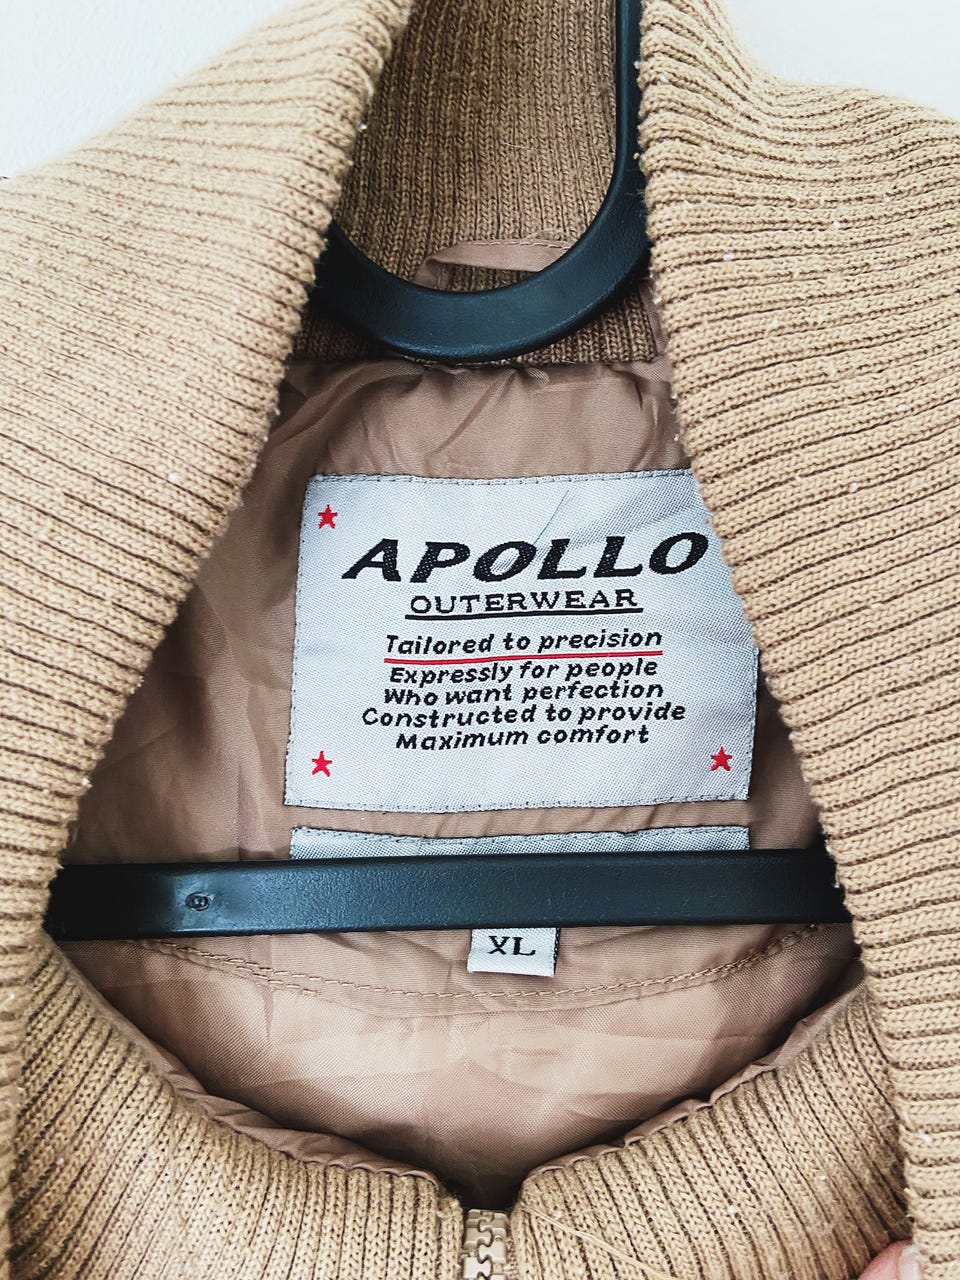 APOLLO
OUTERWEAR
Tailored to precision
Expressly for people
Who want perfection
Constructed to provide
Maximum comfort
XL